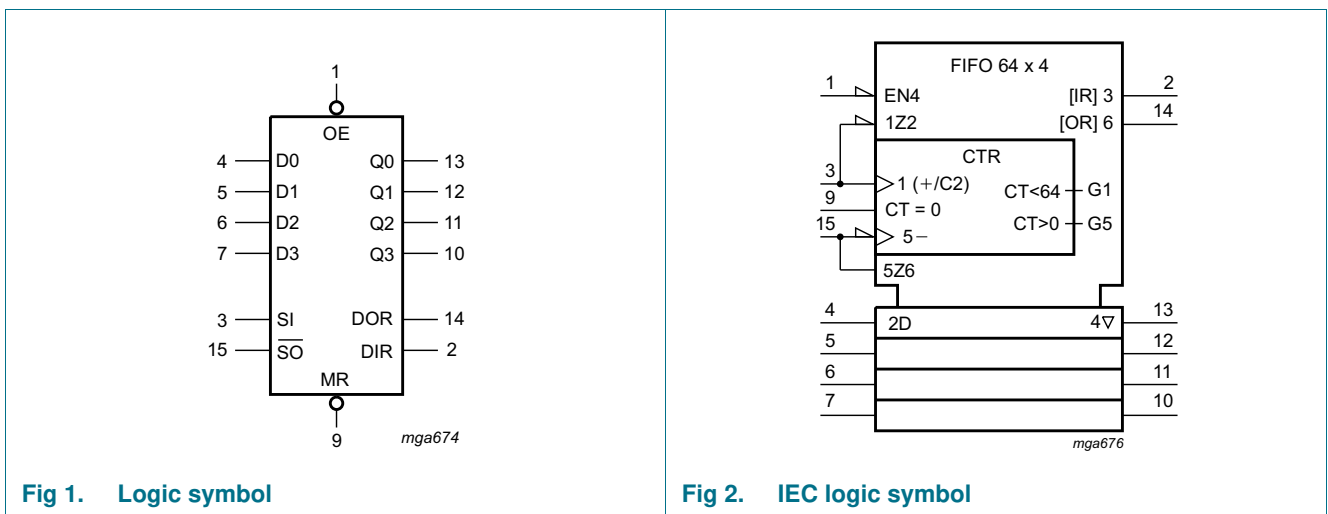 1
OE
4 D0 Q0 13
5 D1 Q1 12
6 D2 Q2 11
7 D3 Q3 10
3 SI DOR 14
15 S̅O̅ DIR 2
MR
9 mga674
Fig 1. Logic symbol
FIFO 64 x 4
1 EN4 [IR] 3 2
1Z2 [OR] 6 14
CTR
3 1 (+/C2) CT<64 G1
9 CT = 0
15 5− CT>0 G5
5Z6
4 2D 4▽ 13
5 12
6 11
7 10
mga676
Fig 2. IEC logic symbol